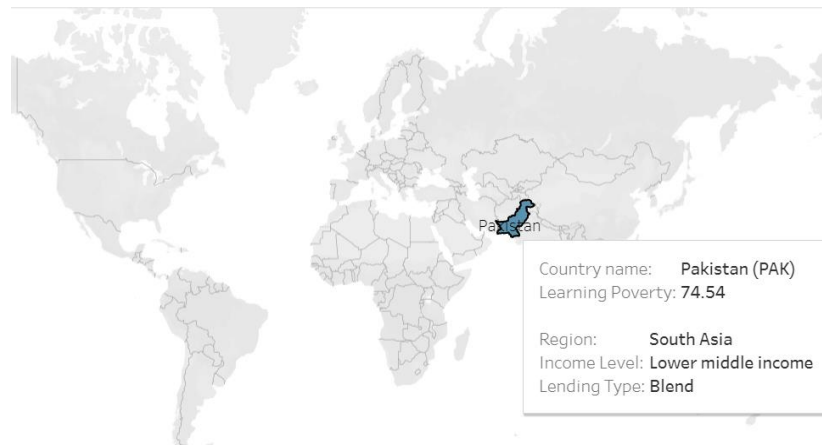 Pakistan
Country name: Pakistan (PAK)
Learning Poverty: 74.54
Region: South Asia
Income Level: Lower middle income
Lending Type: Blend